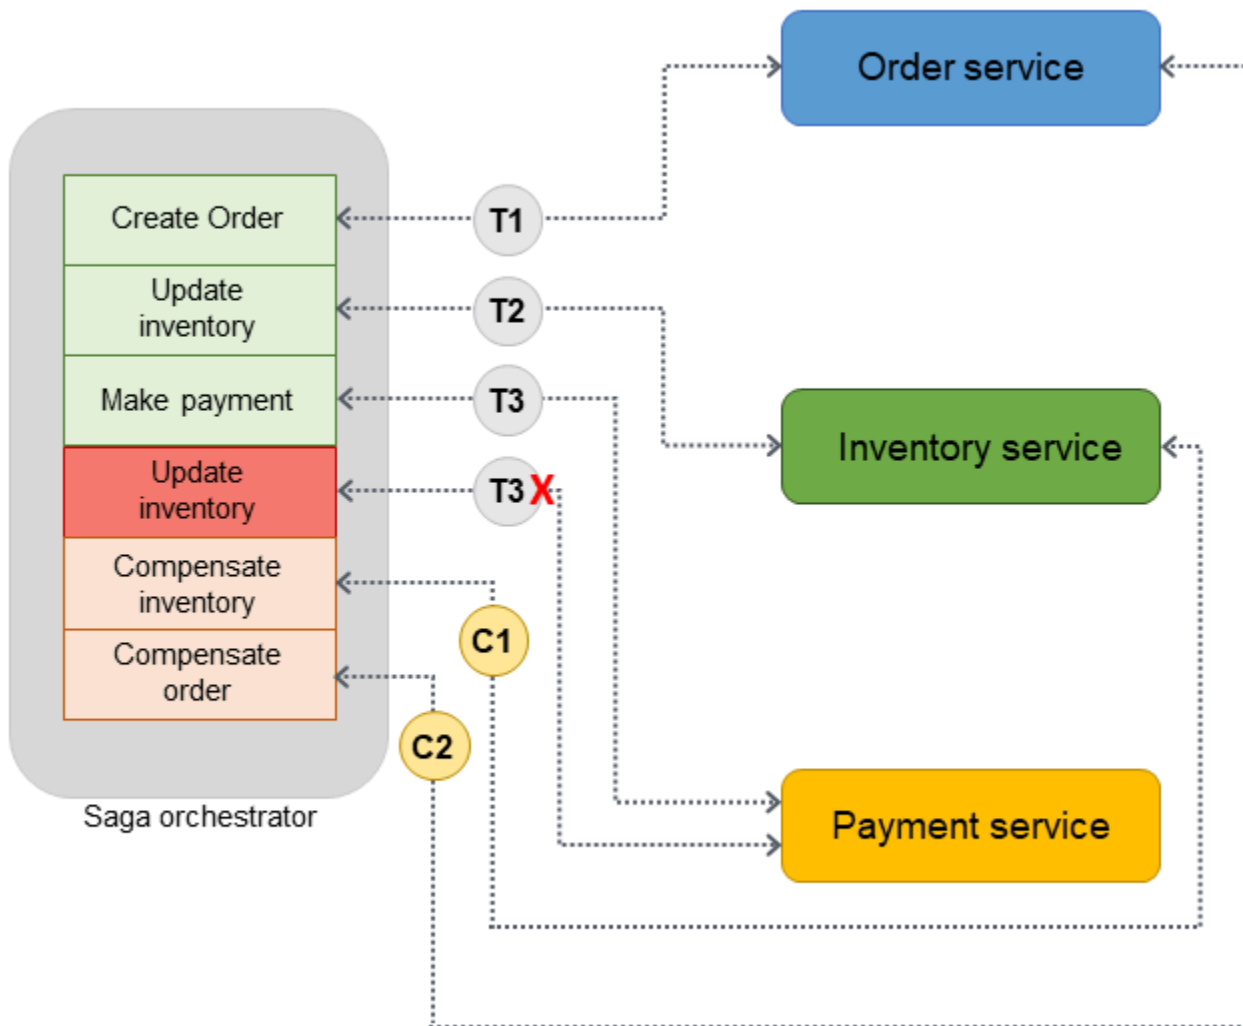 Order service
Create Order
T1
Update
inventory
T2
Make payment
T3
Inventory service
Update
inventory
T3
X
Compensate
inventory
C1
Compensate
order
C2
Saga orchestrator
Payment service